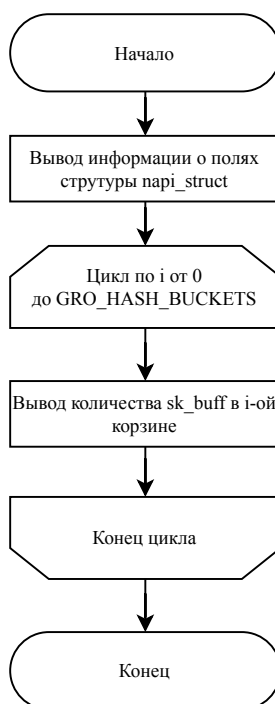 Начало
Вывод информации о полях
струтуры napi_struct
Цикл по i от 0
до GRO_HASH_BUCKETS
Вывод количества sk_buff в i-ой
корзине
Конец цикла
Конец